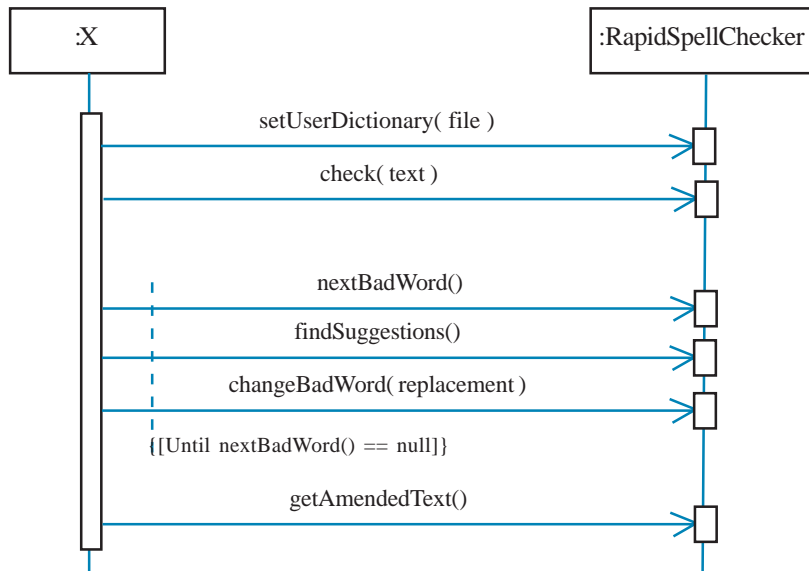 :X
:RapidSpellChecker
setUserDictionary( file )
check( text )
nextBadWord()
findSuggestions()
changeBadWord( replacement )
{[Until nextBadWord() == null]}
getAmendedText()